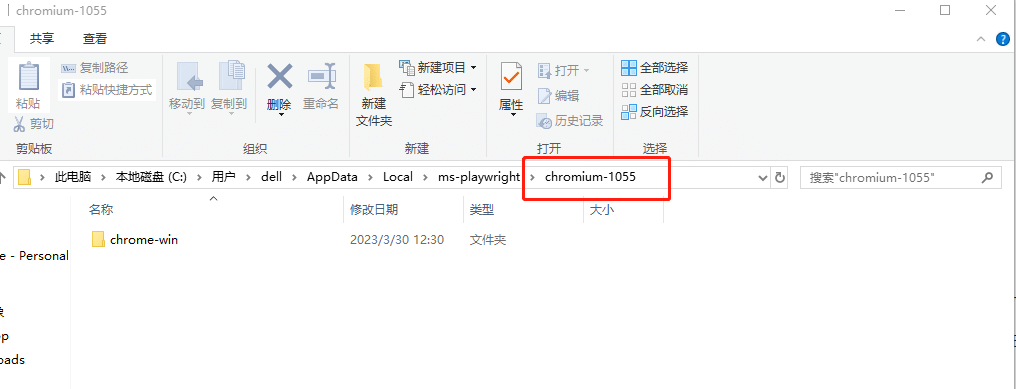 chromium-1055
共享 查看
粘贴
复制路径
粘贴快捷方式
剪切
剪贴板
移动到 复制到
删除 重命名
组织
新建
文件夹
新建项目
轻松访问
新建
属性
打开
编辑
历史记录
打开
全部选择
全部取消
反向选择
选择
此电脑 本地磁盘 (C:) 用户 dell AppData Local ms-playwright chromium-1055
搜索"chromium-1055"
名称 修改日期 类型 大小
chrome-win 2023/3/30 12:30 文件夹
e - Personal
op
oads